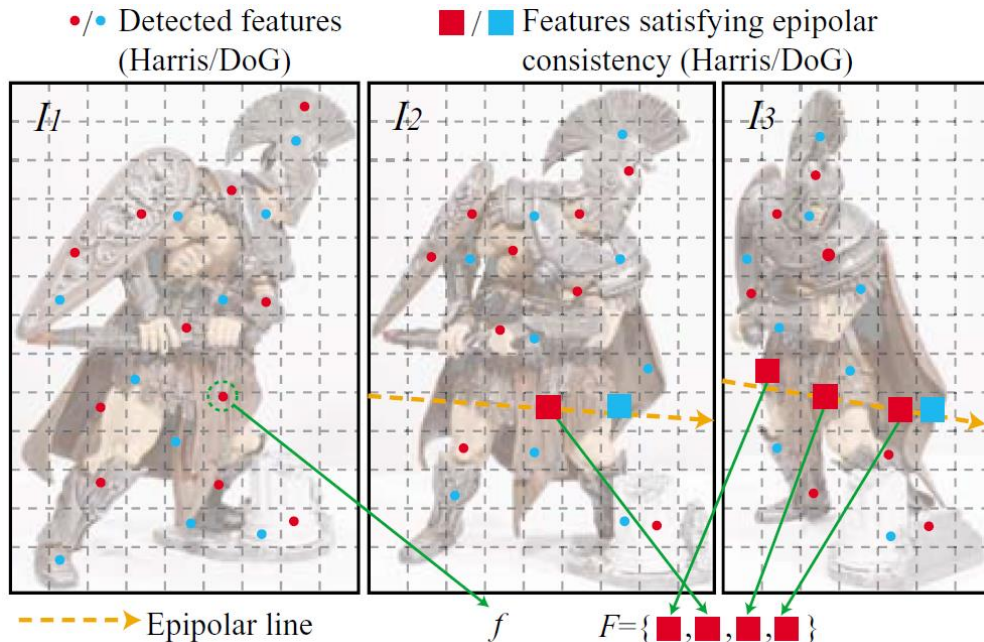 •/• Detected features
(Harris/DoG)
■/■ Features satisfying epipolar
consistency (Harris/DoG)
I1
I2
I3
Epipolar line
f
F={■,■,■,■}